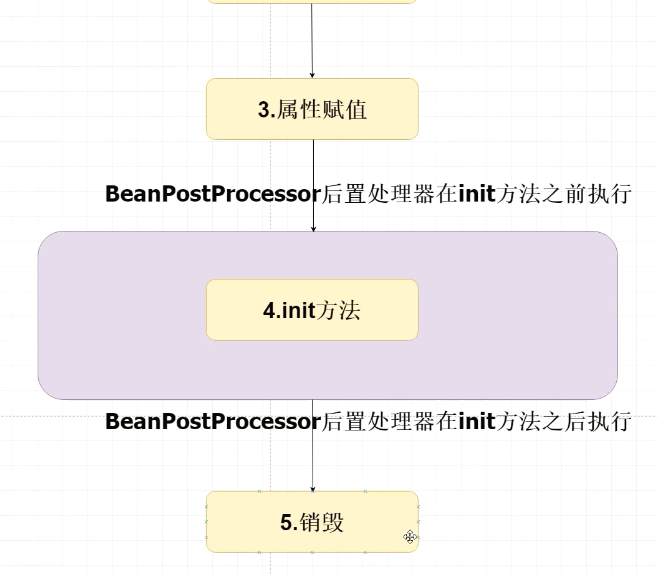 3.属性赋值
BeanPostProcessor后置处理器在init方法之前执行
4.init方法
BeanPostProcessor后置处理器在init方法之后执行
5.销毁